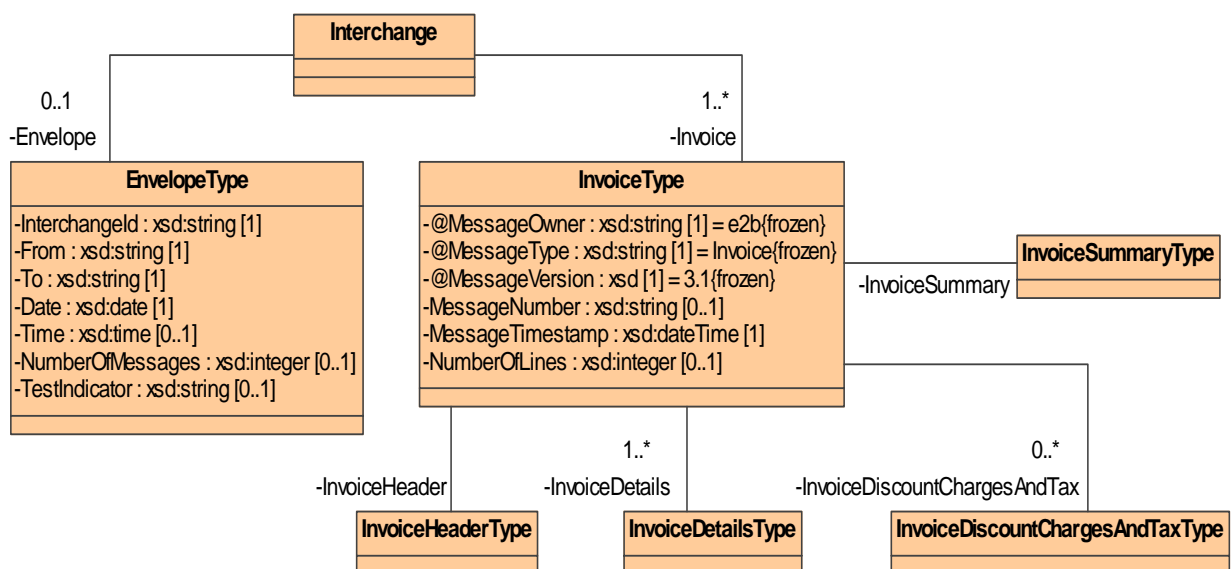 Interchange
0..1
-Envelope
1..*
-Invoice
EnvelopeType
-InterchangeId : xsd:string [1]
-From : xsd:string [1]
-To : xsd:string [1]
-Date : xsd:date [1]
-Time : xsd:time [0..1]
-NumberOfMessages : xsd:integer [0..1]
-TestIndicator : xsd:string [0..1]
InvoiceType
-@MessageOwner : xsd:string [1] = e2b{frozen}
-@MessageType : xsd:string [1] = Invoice{frozen}
-@MessageVersion : xsd [1] = 3.1{frozen}
-MessageNumber : xsd:string [0..1]
-MessageTimestamp : xsd:dateTime [1]
-NumberOfLines : xsd:integer [0..1]
InvoiceSummaryType
-InvoiceSummary
1..*
0..*
-InvoiceHeader
-InvoiceDetails
-InvoiceDiscountChargesAndTax
InvoiceHeaderType
InvoiceDetailsType
InvoiceDiscountChargesAndTaxType